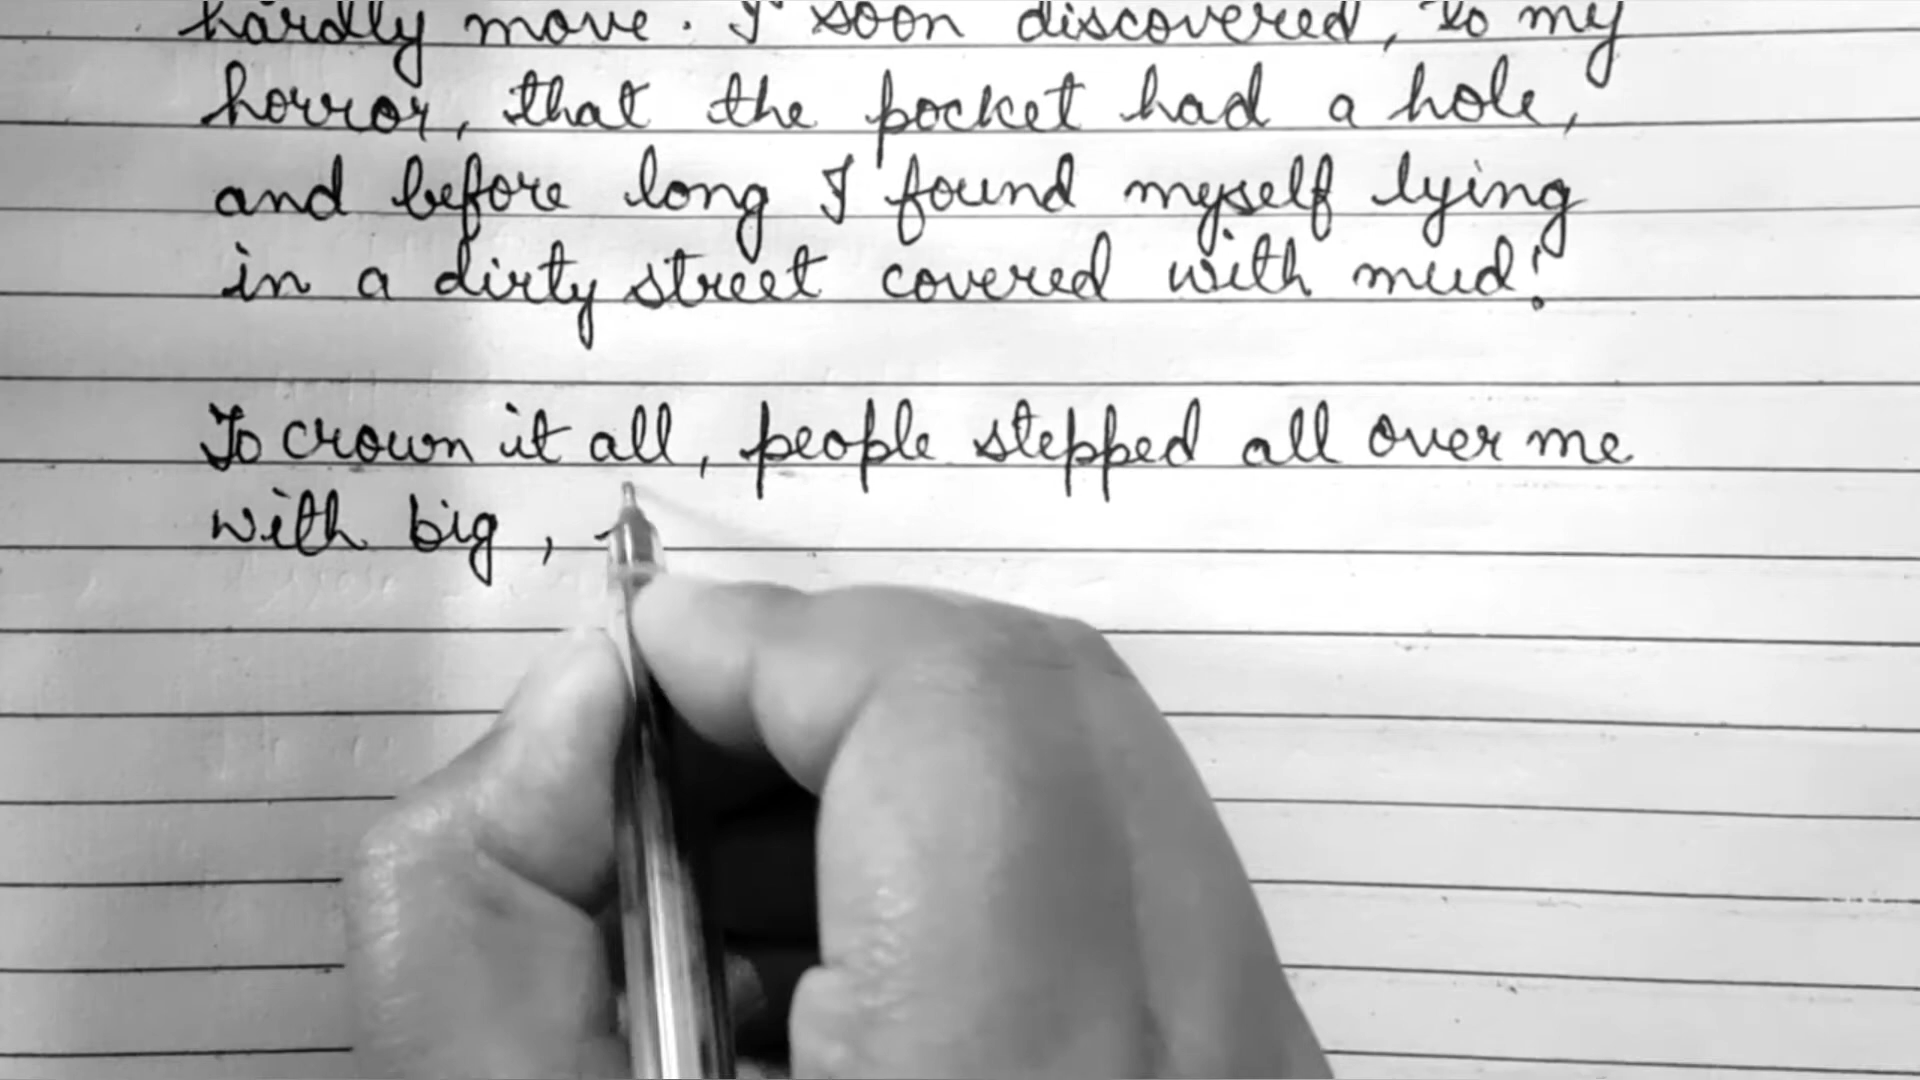 hardly move. I soon discovered, to my
horror, that the pocket had a hole,
and before long I found myself lying
in a dirty street covered with mud!
To crown it all, people stepped all over me
with big,